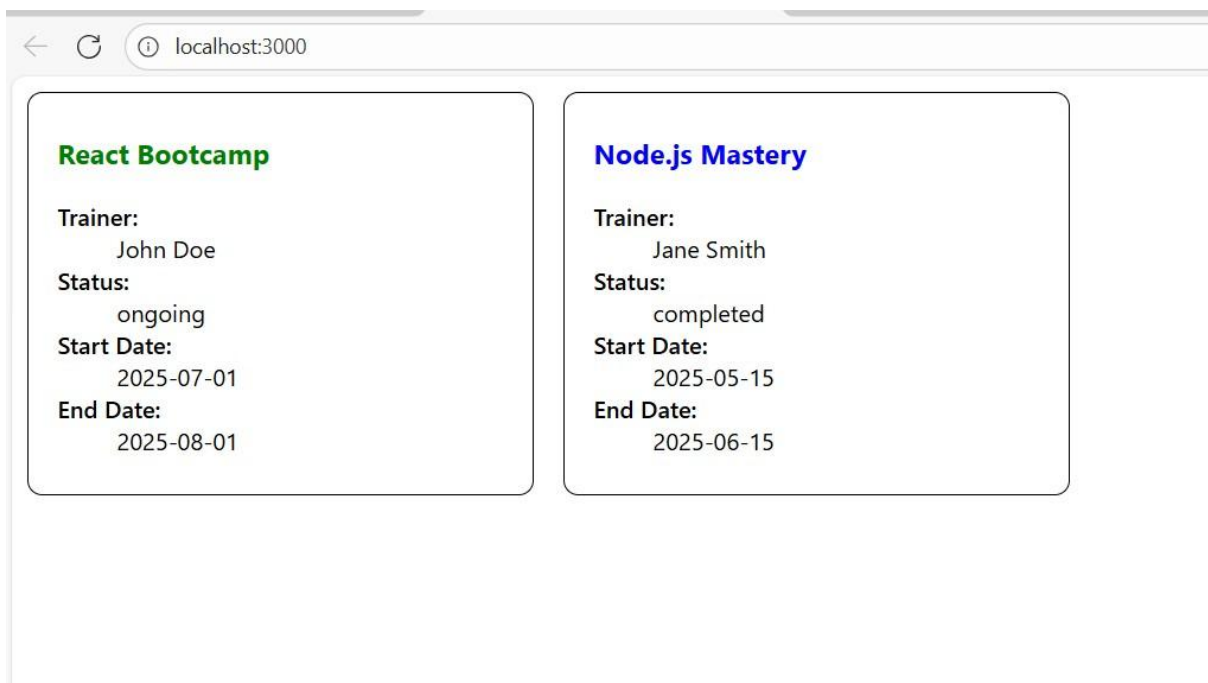 localhost:3000
React Bootcamp
Trainer:
John Doe
Status:
ongoing
Start Date:
2025-07-01
End Date:
2025-08-01
Node.js Mastery
Trainer:
Jane Smith
Status:
completed
Start Date:
2025-05-15
End Date:
2025-06-15